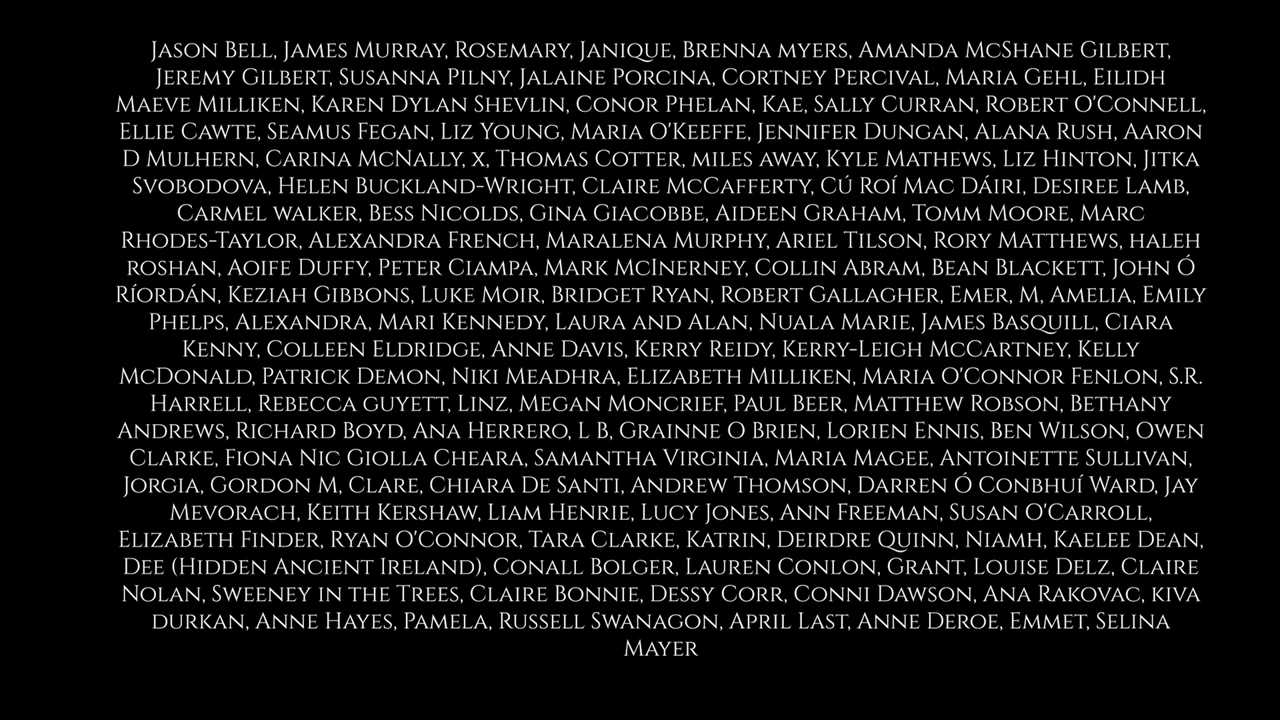 Jason Bell, James Murray, Rosemary, Janique, Brenna myers, Amanda McShane Gilbert,
Jeremy Gilbert, Susanna Pilny, Jalaine Porcina, Cortney Percival, Maria Gehl, Eilidh
Maeve Milliken, Karen Dylan Shevlin, Conor Phelan, Kae, Sally Curran, Robert O'Connell,
Ellie Cawte, Seamus Fegan, Liz Young, Maria O'Keeffe, Jennifer Dungan, Alana Rush, Aaron
D Mulhern, Carina McNally, x, Thomas Cotter, miles away, Kyle Mathews, Liz Hinton, Jitka
Svobodova, Helen Buckland-Wright, Claire McCafferty, Cú Roí Mac Dáiri, Desiree Lamb,
Carmel walker, Bess Nicolds, Gina Giacobbe, Aideen Graham, Tomm Moore, Marc
Rhodes-Taylor, Alexandra French, Maralena Murphy, Ariel Tilson, Rory Matthews, haleh
roshan, Aoife Duffy, Peter Ciampa, Mark McInerney, Collin Abram, Bean Blackett, John Ó
Ríordán, Keziah Gibbons, Luke Moir, Bridget Ryan, Robert Gallagher, Emer, M, Amelia, Emily
Phelps, Alexandra, Mari Kennedy, Laura and Alan, Nuala Marie, James Basquill, Ciara
Kenny, Colleen Eldridge, Anne Davis, Kerry Reidy, Kerry-Leigh McCartney, Kelly
McDonald, Patrick Demon, Niki Meadhra, Elizabeth Milliken, Maria O'Connor Fenlon, S.R.
Harrell, Rebecca guyett, Linz, Megan Moncrief, Paul Beer, Matthew Robson, Bethany
Andrews, Richard Boyd, Ana Herrero, L B, Grainne O Brien, Lorien Ennis, Ben Wilson, Owen
Clarke, Fiona Nic Giolla Cheara, Samantha Virginia, Maria Magee, Antoinette Sullivan,
Jorgia, Gordon M, Clare, Chiara De Santi, Andrew Thomson, Darren Ó Conbhuí Ward, Jay
Mevorach, Keith Kershaw, Liam Henrie, Lucy Jones, Ann Freeman, Susan O'Carroll,
Elizabeth Finder, Ryan O'Connor, Tara Clarke, Katrin, Deirdre Quinn, Niamh, Kaelee Dean,
Dee (Hidden Ancient Ireland), Conall Bolger, Lauren Conlon, Grant, Louise Delz, Claire
Nolan, Sweeney in the Trees, Claire Bonnie, Dessy Corr, Conni Dawson, Ana Rakovac, kiva
durkan, Anne Hayes, Pamela, Russell Swanagon, April Last, Anne Deroe, Emmet, Selina
Mayer